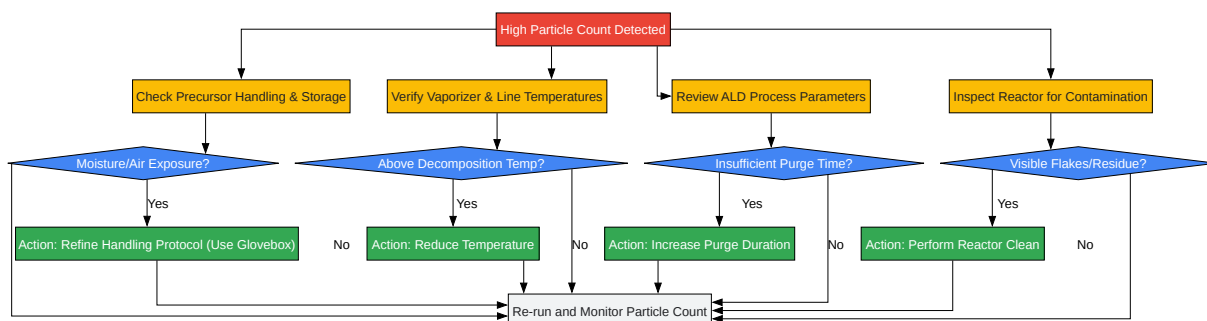 High Particle Count Detected
Check Precursor Handling & Storage
Verify Vaporizer & Line Temperatures
Review ALD Process Parameters
Inspect Reactor for Contamination
Moisture/Air Exposure?
Above Decomposition Temp?
Insufficient Purge Time?
Visible Flakes/Residue?
Yes
Yes
Yes
Yes
Action: Refine Handling Protocol (Use Glovebox)
No
Action: Reduce Temperature
No
Action: Increase Purge Duration
No
Action: Perform Reactor Clean
No
Re-run and Monitor Particle Count